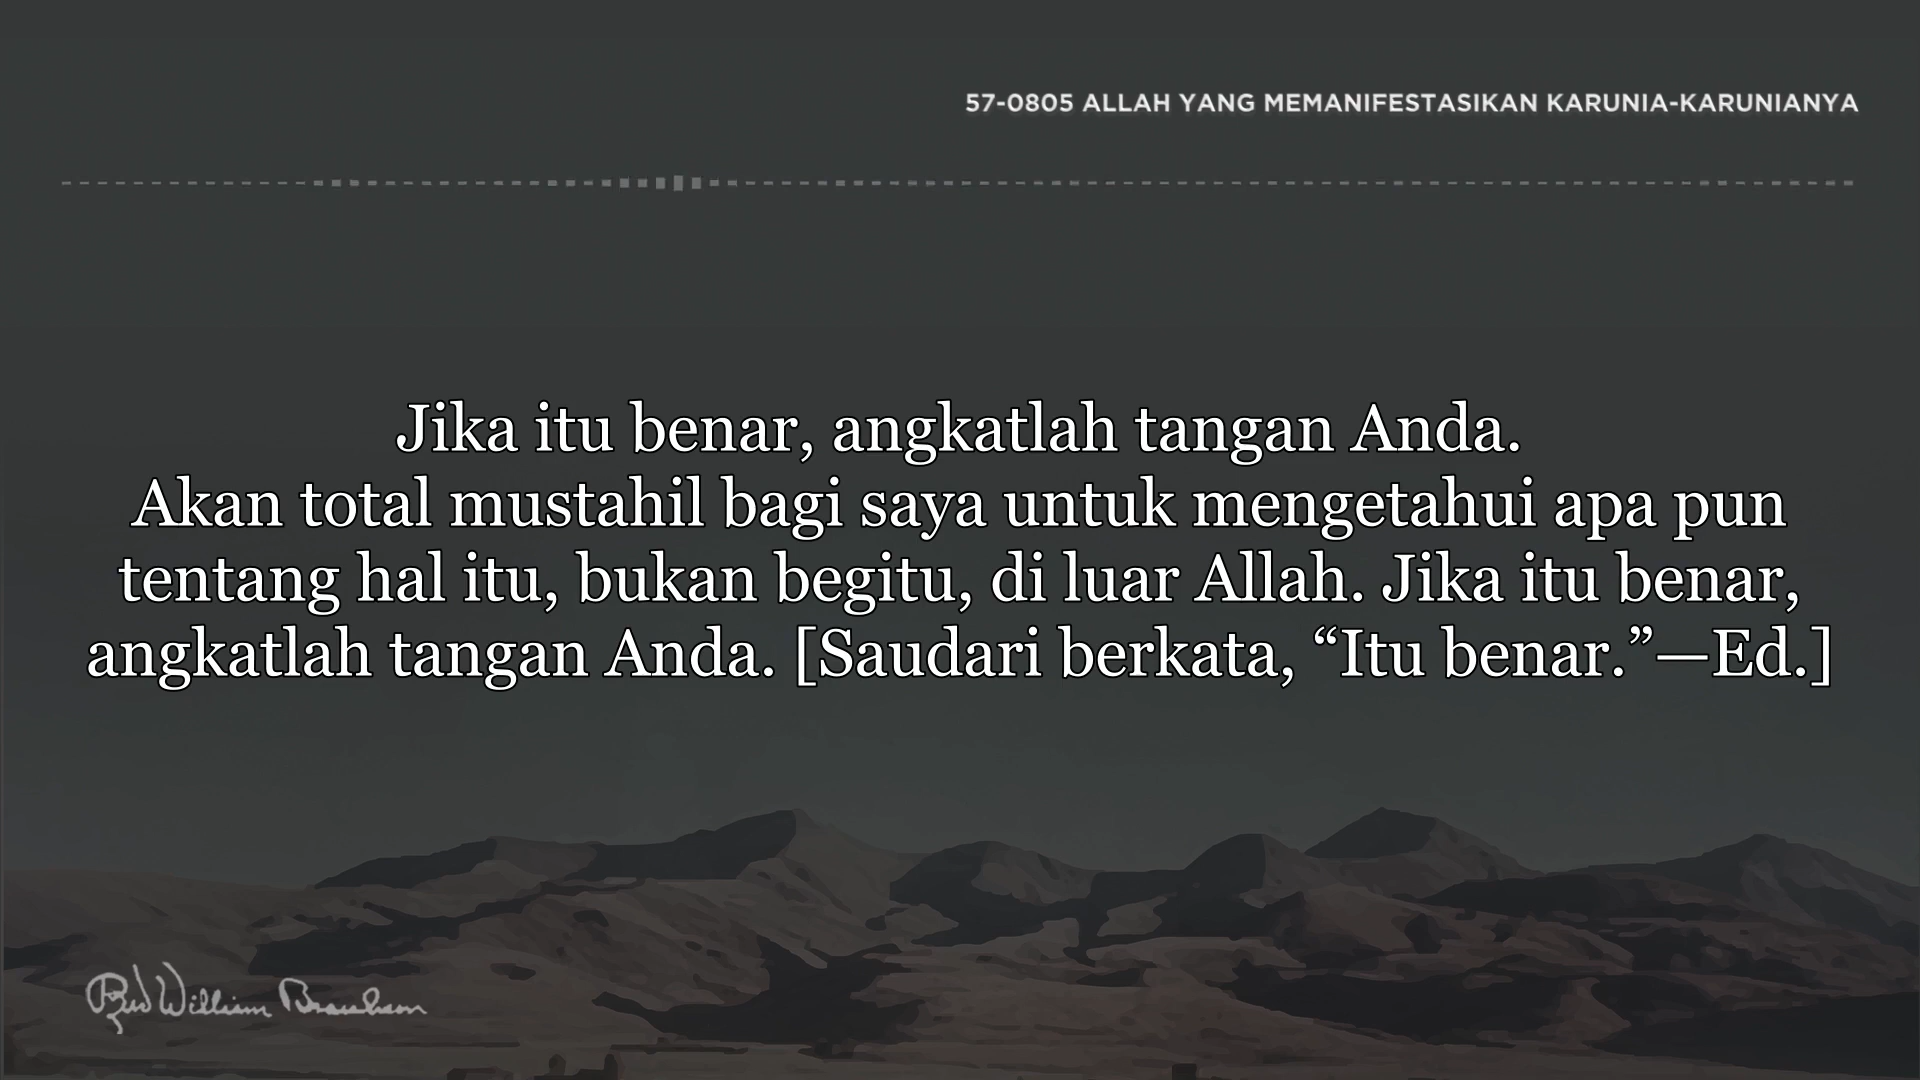 57-0805 ALLAH YANG MEMANIFESTASIKAN KARUNIA-KARUNIANYA
Jika itu benar, angkatlah tangan Anda.
Akan total mustahil bagi saya untuk mengetahui apa pun
tentang hal itu, bukan begitu, di luar Allah. Jika itu benar,
angkatlah tangan Anda. [Saudari berkata, “Itu benar.”—Ed.]
William Branham